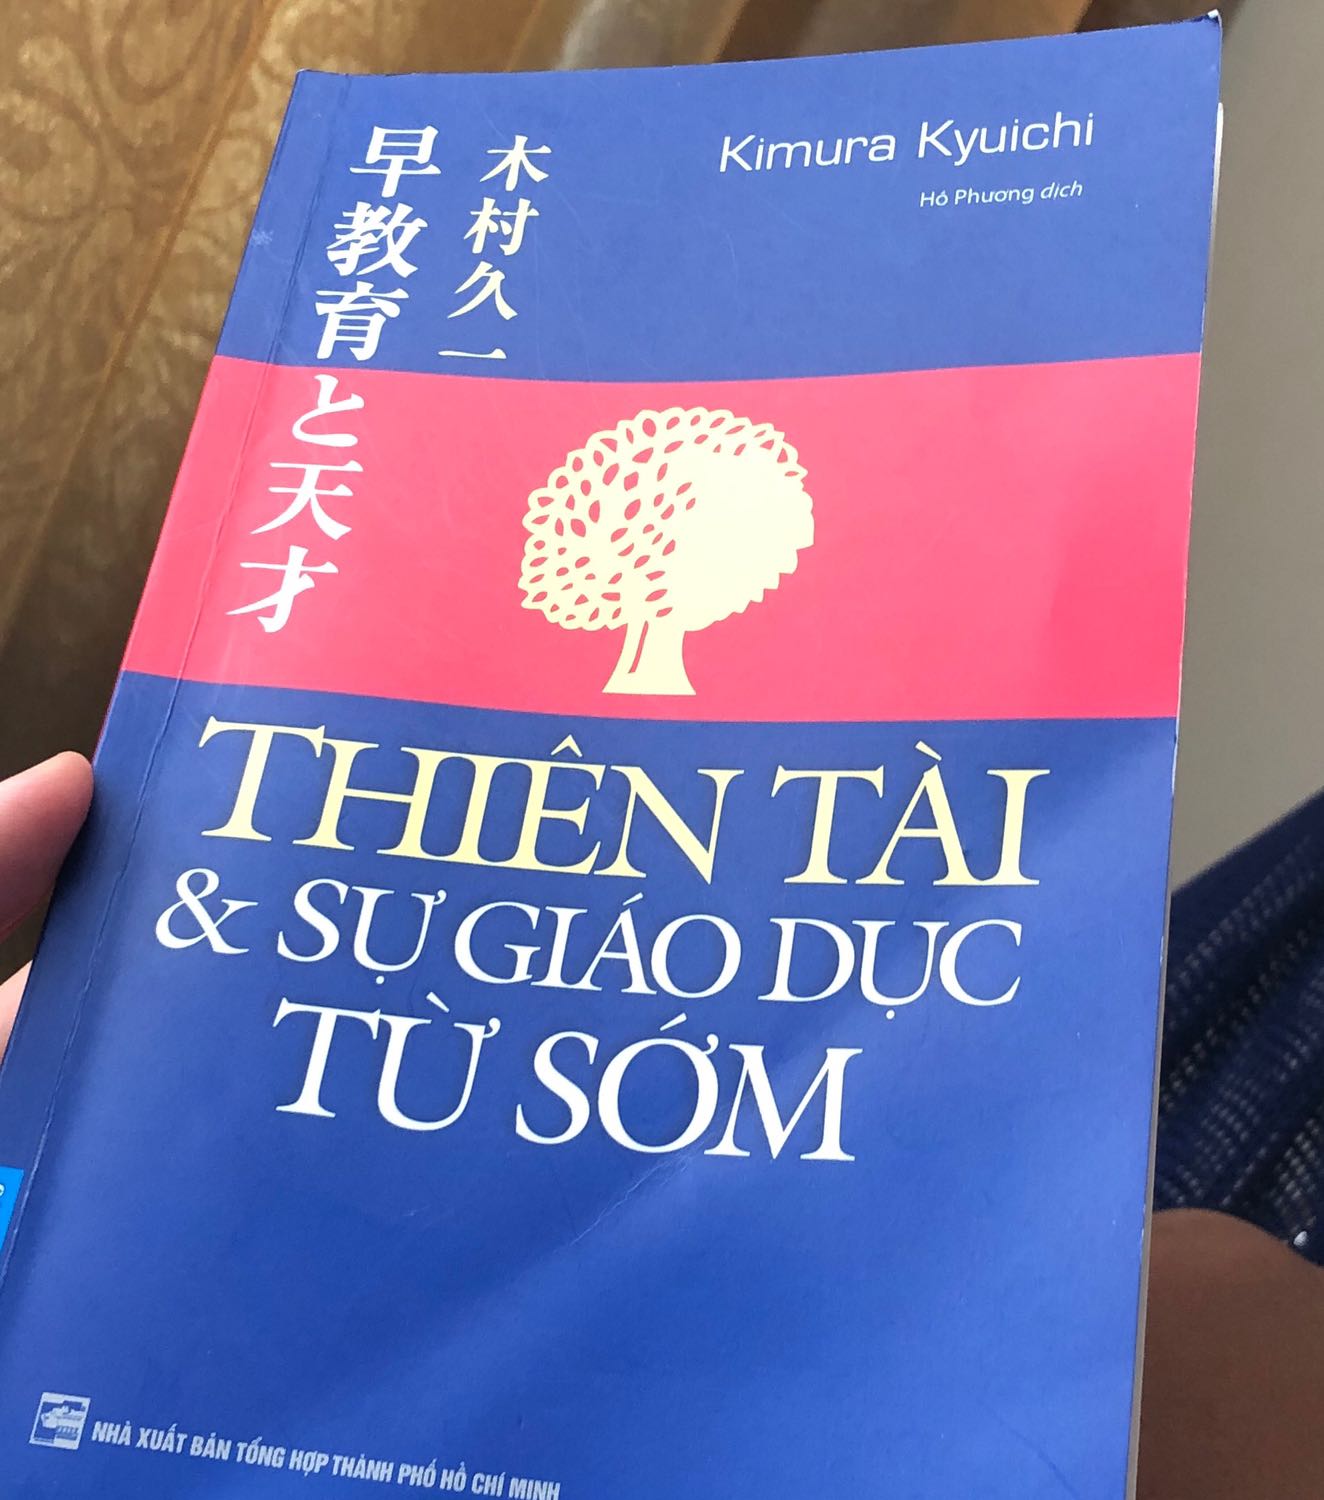 早教育と天才
木村久一
Kimura Kyuichi
Hồ Phương dịch
THIÊN TÀI
& SỰ GIÁO DỤC
TỪ SỚM
NHÀ XUẤT BẢN TỔNG HỢP THÀNH PHỐ HỒ CHÍ MINH